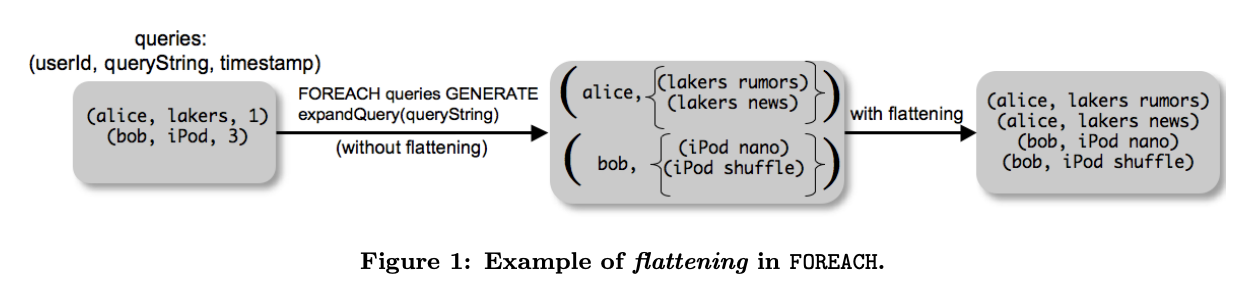 queries:
(userId, queryString, timestamp)
(alice, lakers, 1)
(bob, iPod, 3)
FOREACH queries GENERATE
expandQuery(queryString)
(without flattening)
(alice, {(lakers rumors)
(lakers news)})
(bob, {(iPod nano)
(iPod shuffle)})
with flattening
(alice, lakers rumors)
(alice, lakers news)
(bob, iPod nano)
(bob, iPod shuffle)
Figure 1: Example of flattening in FOREACH.